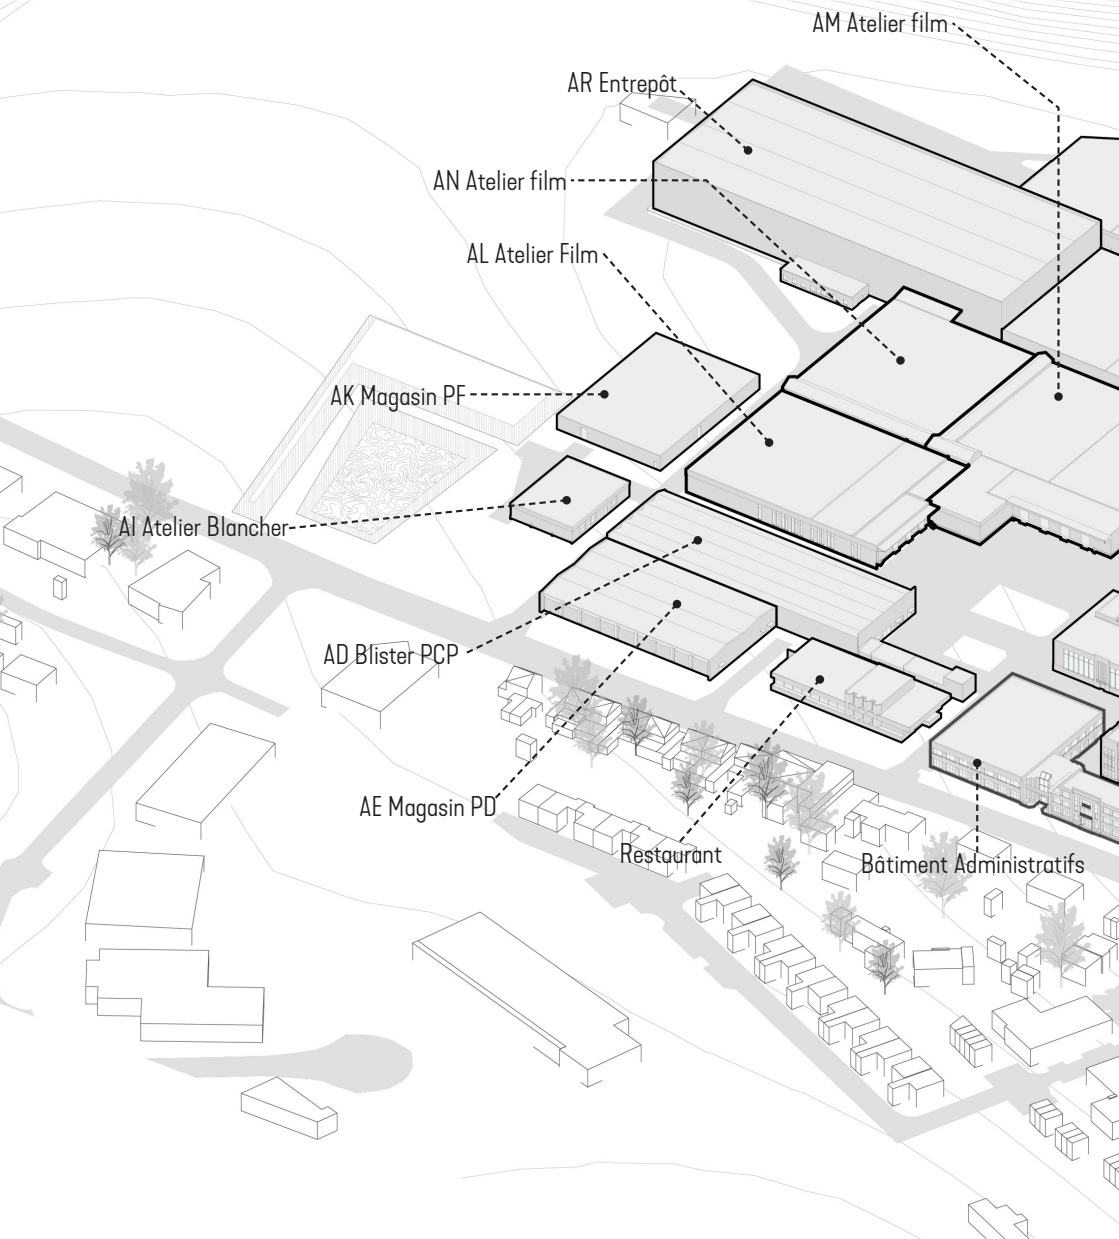 AM Atelier film
AR Entrepôt
AN Atelier film
AL Atelier Film
AK Magasin PF
AI Atelier Blancher
AD Blister PCP
AE Magasin PD
Restaurant
Bâtiment Administratifs